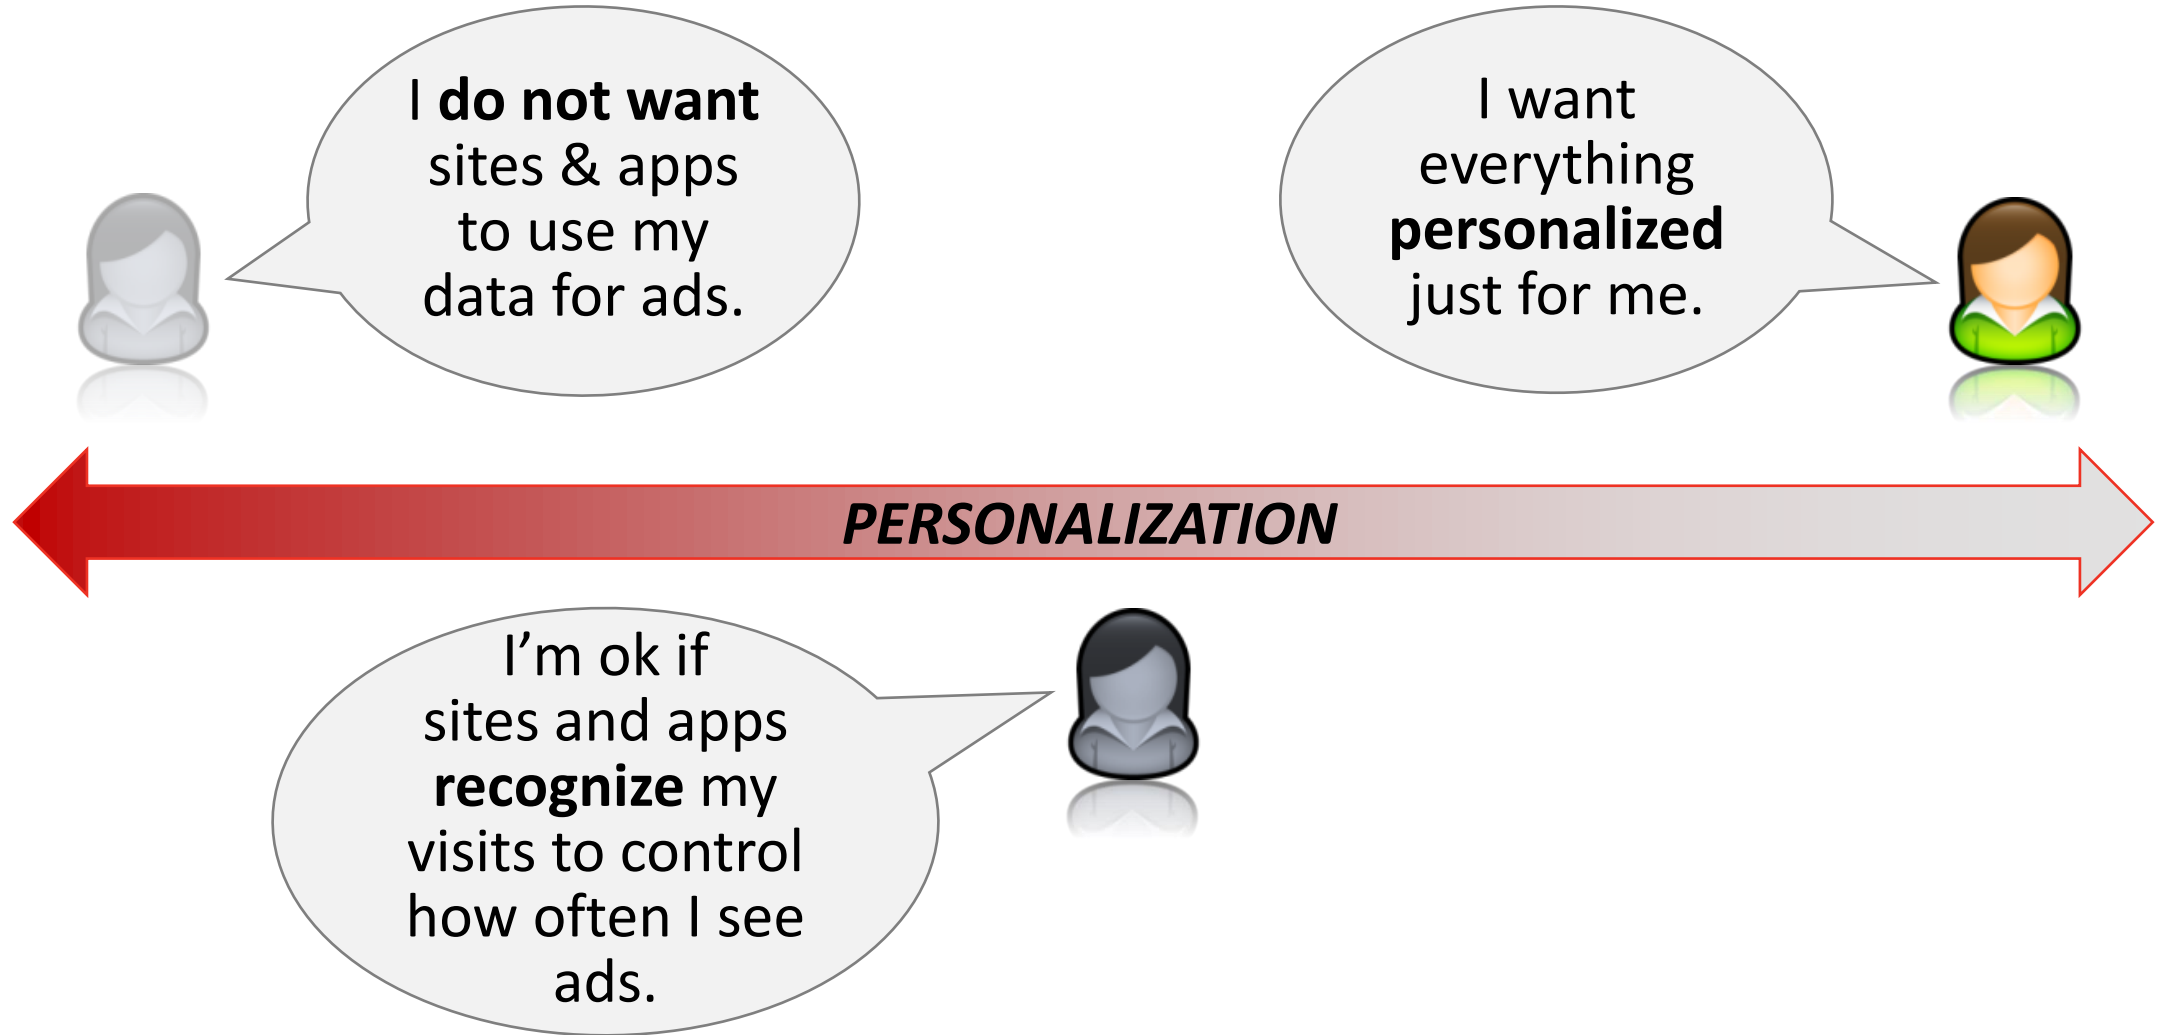 I do not want
sites & apps
to use my
data for ads.
I want
everything
personalized
just for me.
PERSONALIZATION
I’m ok if
sites and apps
recognize my
visits to control
how often I see
ads.